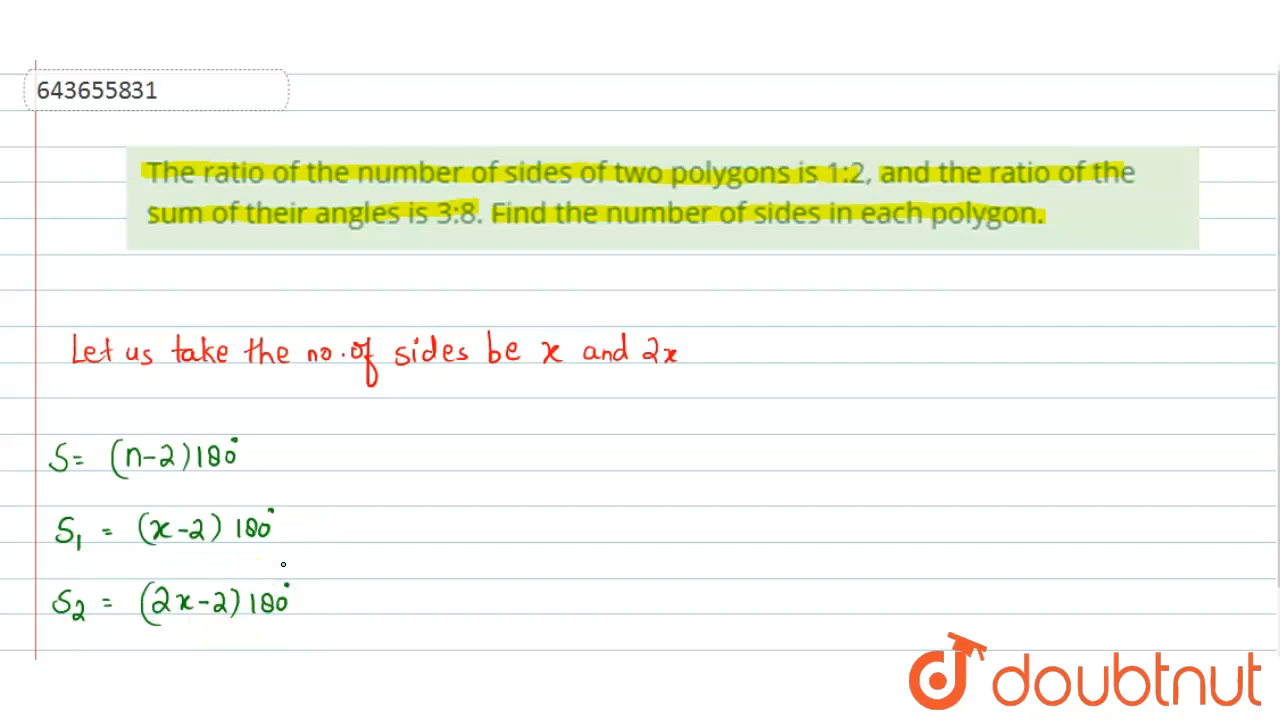 643655831
The ratio of the number of sides of two polygons is 1:2, and the ratio of the
sum of their angles is 3:8. Find the number of sides in each polygon.
Let us take the no. of sides be x and 2x
S = (n-2)180°
S₁ = (x-2) 180°
S₂ = (2x-2)180°
doubtnut